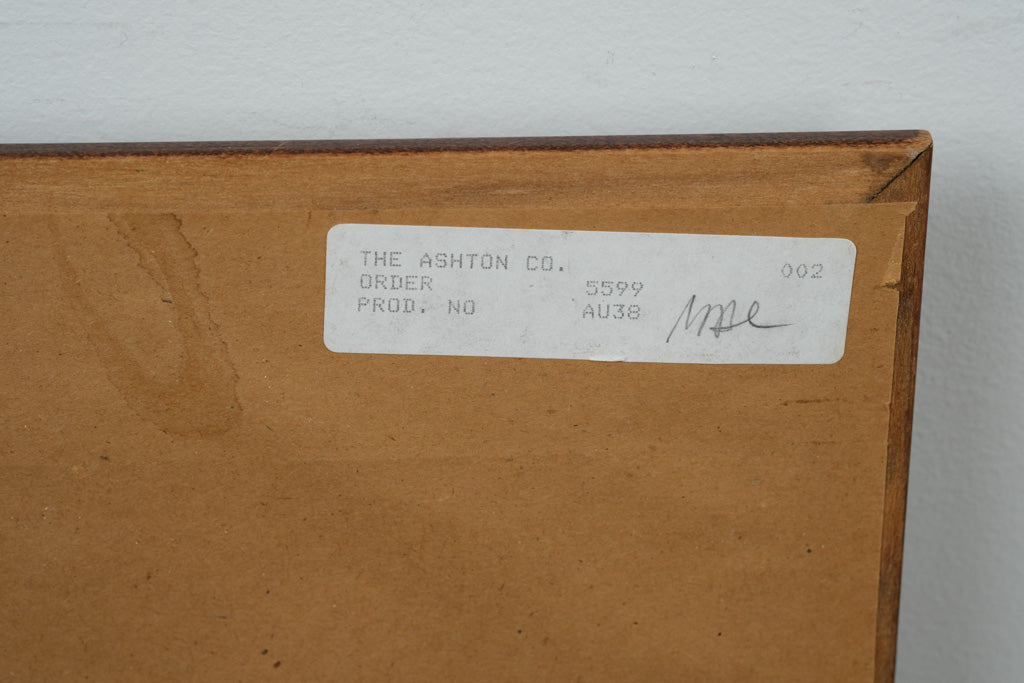 THE ASHTON CO. 002
ORDER 5599
PROD. NO AU38